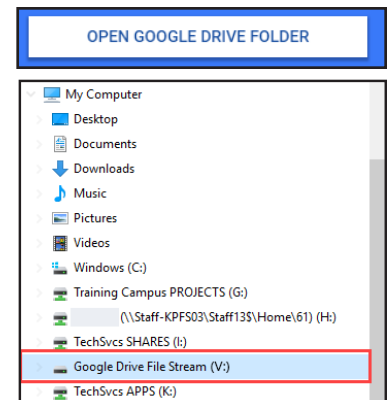 OPEN GOOGLE DRIVE FOLDER
My Computer
Desktop
Documents
Downloads
Music
Pictures
Videos
Windows (C:)
Training Campus PROJECTS (G:)
(\\Staff-KPFS03\Staff13$\Home\61) (H:)
TechSvcs SHARES (I:)
Google Drive File Stream (V:)
TechSvcs APPS (K:)